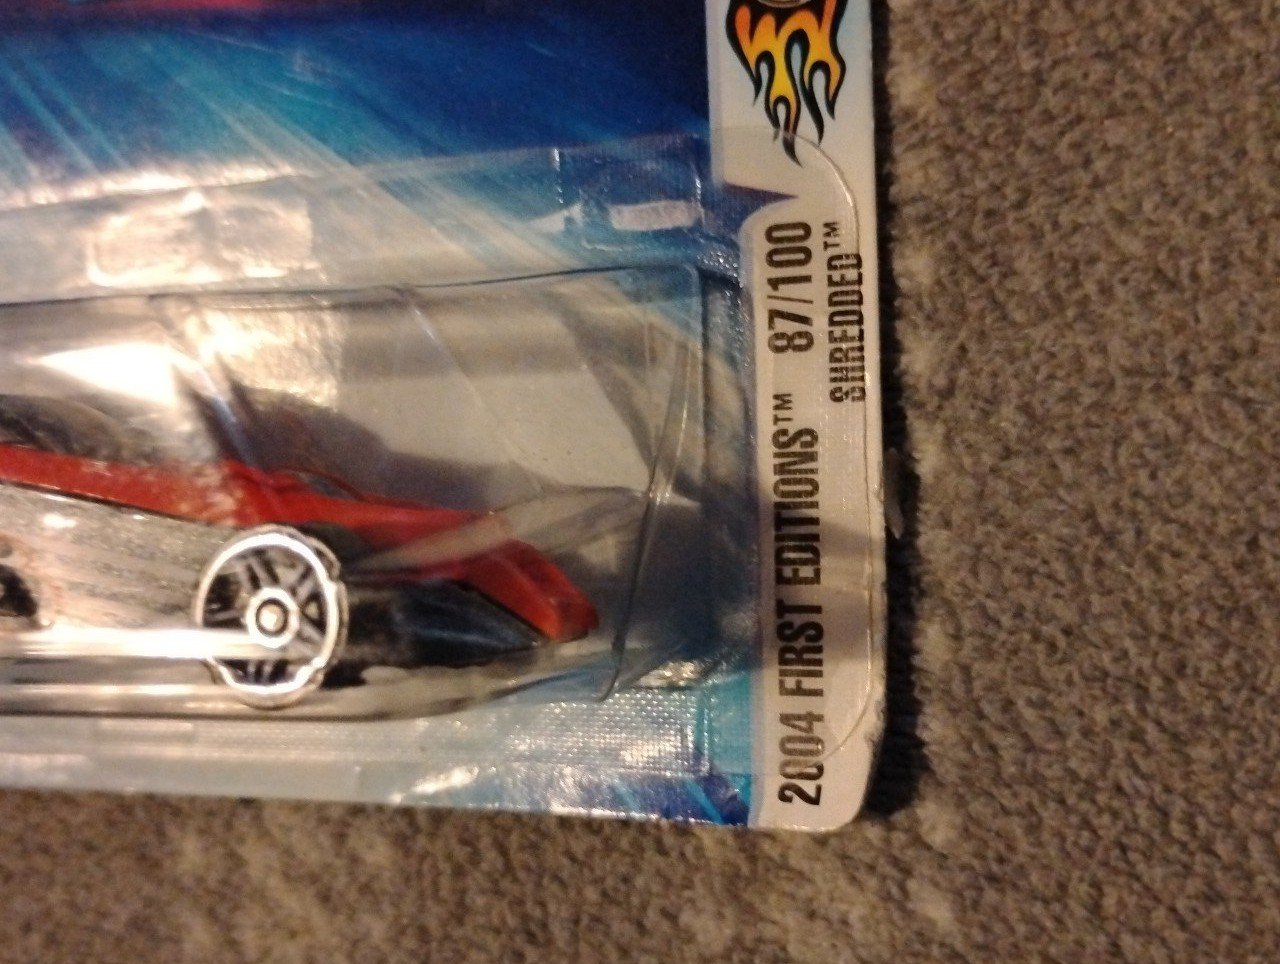 2004 FIRST EDITIONS™ 87/100
SHREDDED™